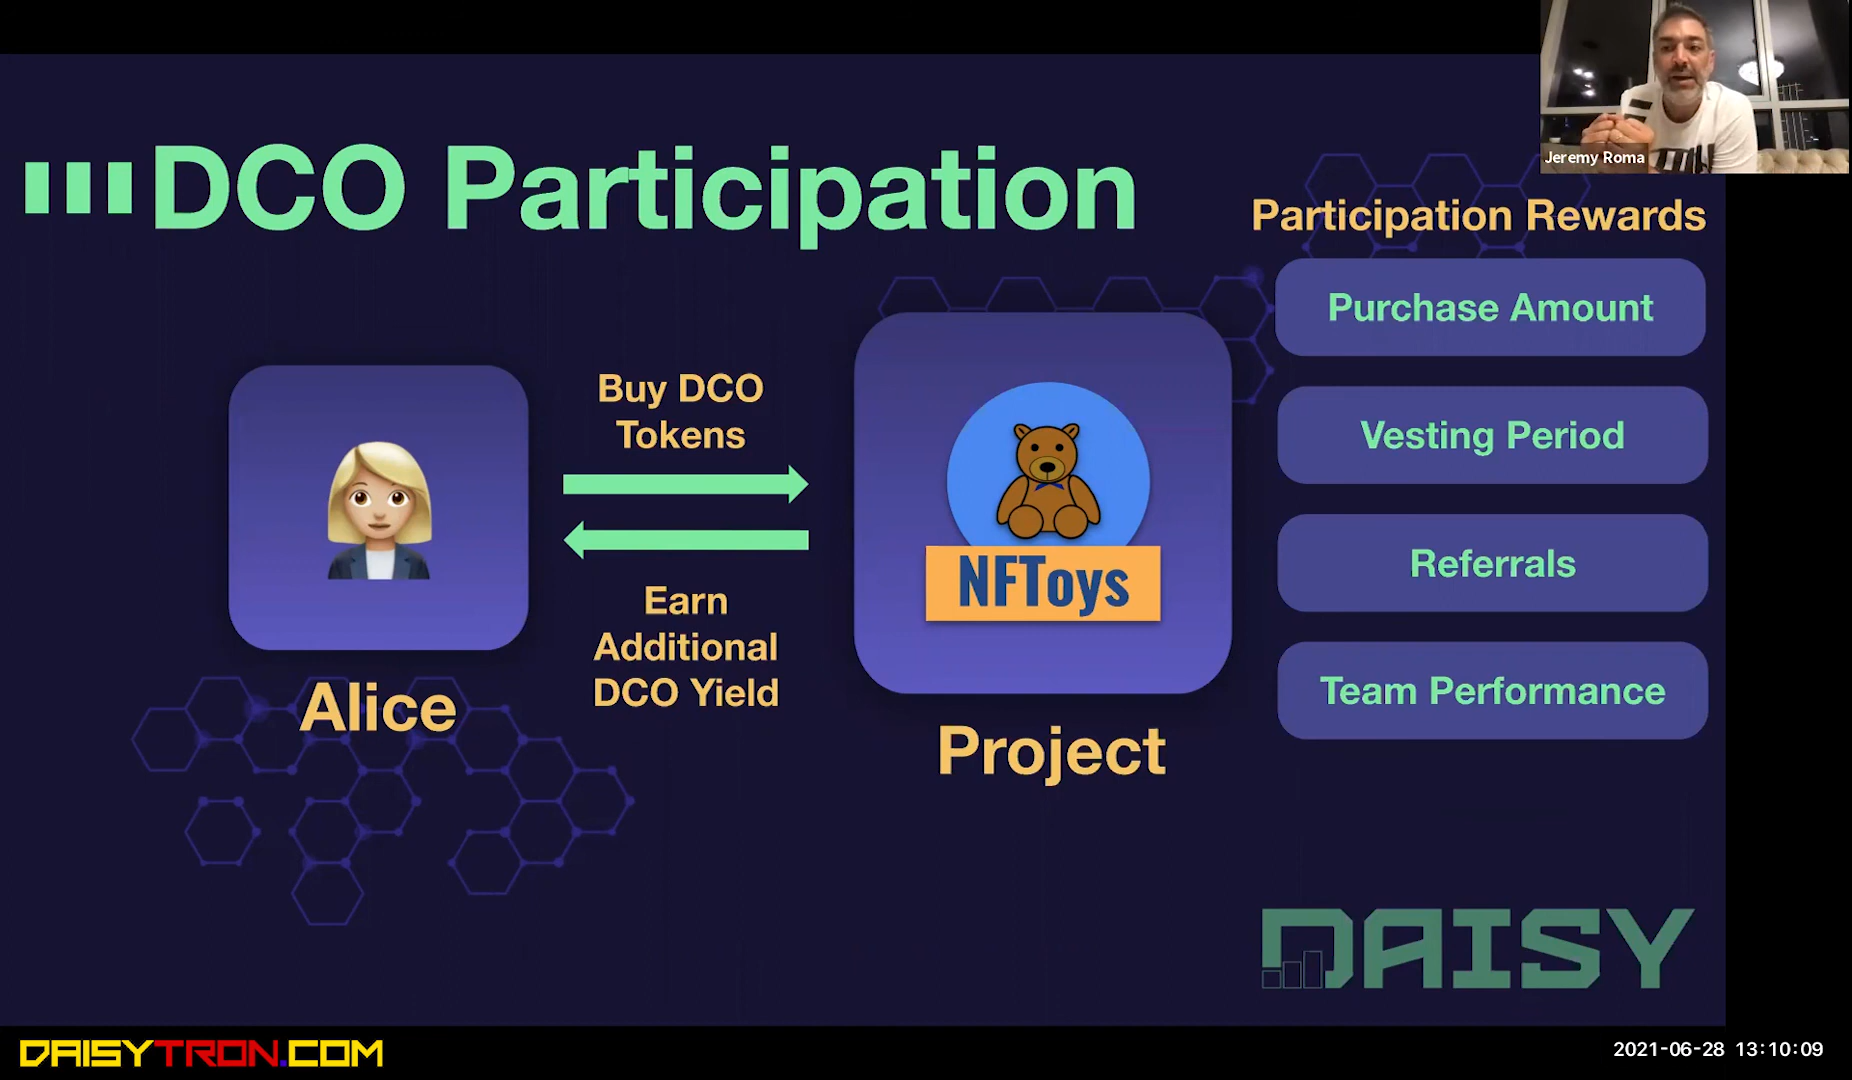 Jeremy Roma
DCO Participation
Participation Rewards
Purchase Amount
Vesting Period
Referrals
Team Performance
Buy DCO
Tokens
Earn
Additional
DCO Yield
Alice
NFToys
Project
DAISY
DAISYTRON.COM
2021-06-28 13:10:09